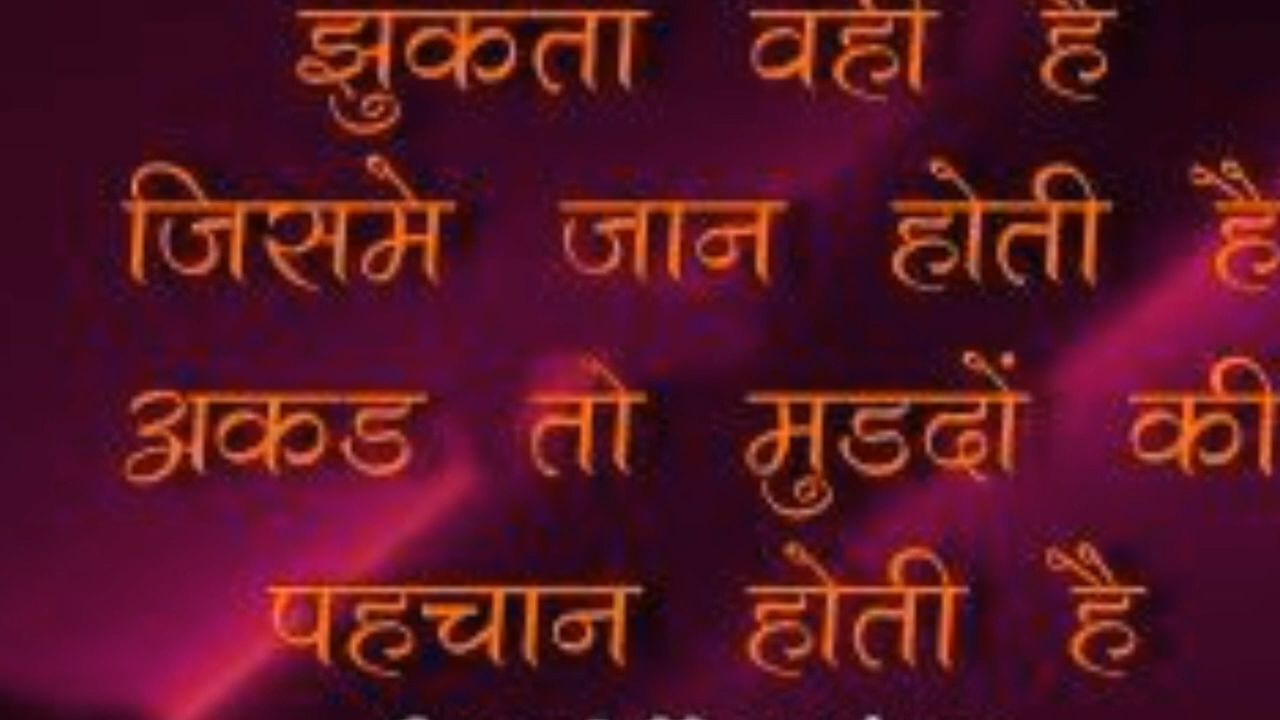 झुकता वही है
जिसमे जान होती है
अकड तो मुडदों की
पहचान होती है